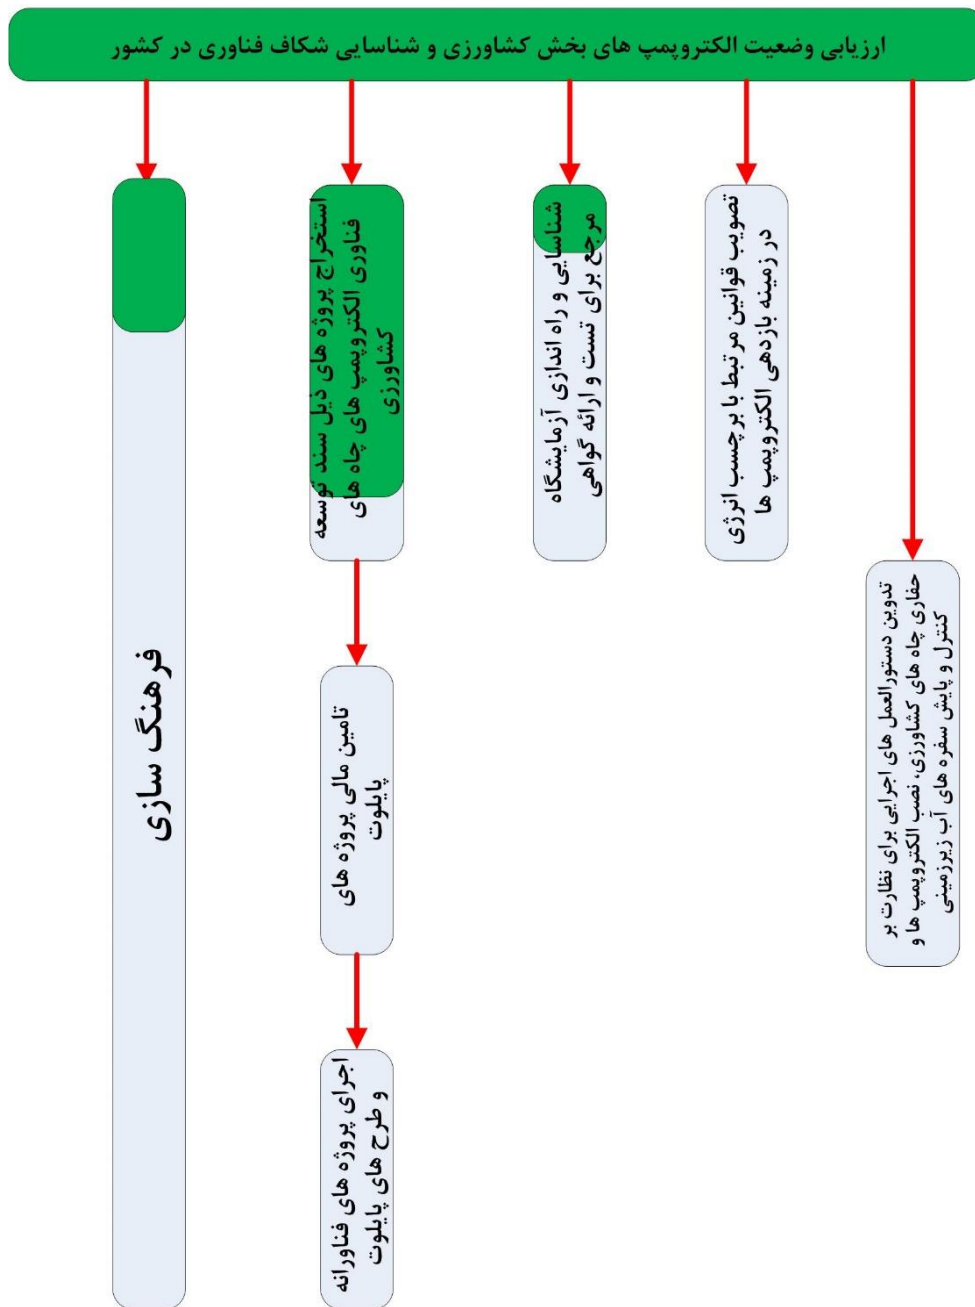 ارزیابی وضعیت الکتروپمپ های بخش کشاورزی و شناسایی شکاف فناوری در کشور
تدوین دستورالعمل های اجرایی برای نظارت بر
حفاری چاه های کشاورزی، نصب الکتروپمپ ها و
کنترل و پایش سفره های آب زیرزمینی
تصویب قوانین مرتبط با برچسب انرژی
در زمینه بازدهی الکتروپمپ ها
شناسایی و راه اندازی آزمایشگاه
مرجع برای تست و ارائه گواهی
استخراج پروژه های ذیل سند توسعه
فناوری الکتروپمپ های چاه های
کشاورزی
تامین مالی پروژه های
پایلوت
اجرای پروژه های فناورانه
و طرح های پایلوت
فرهنگ سازی